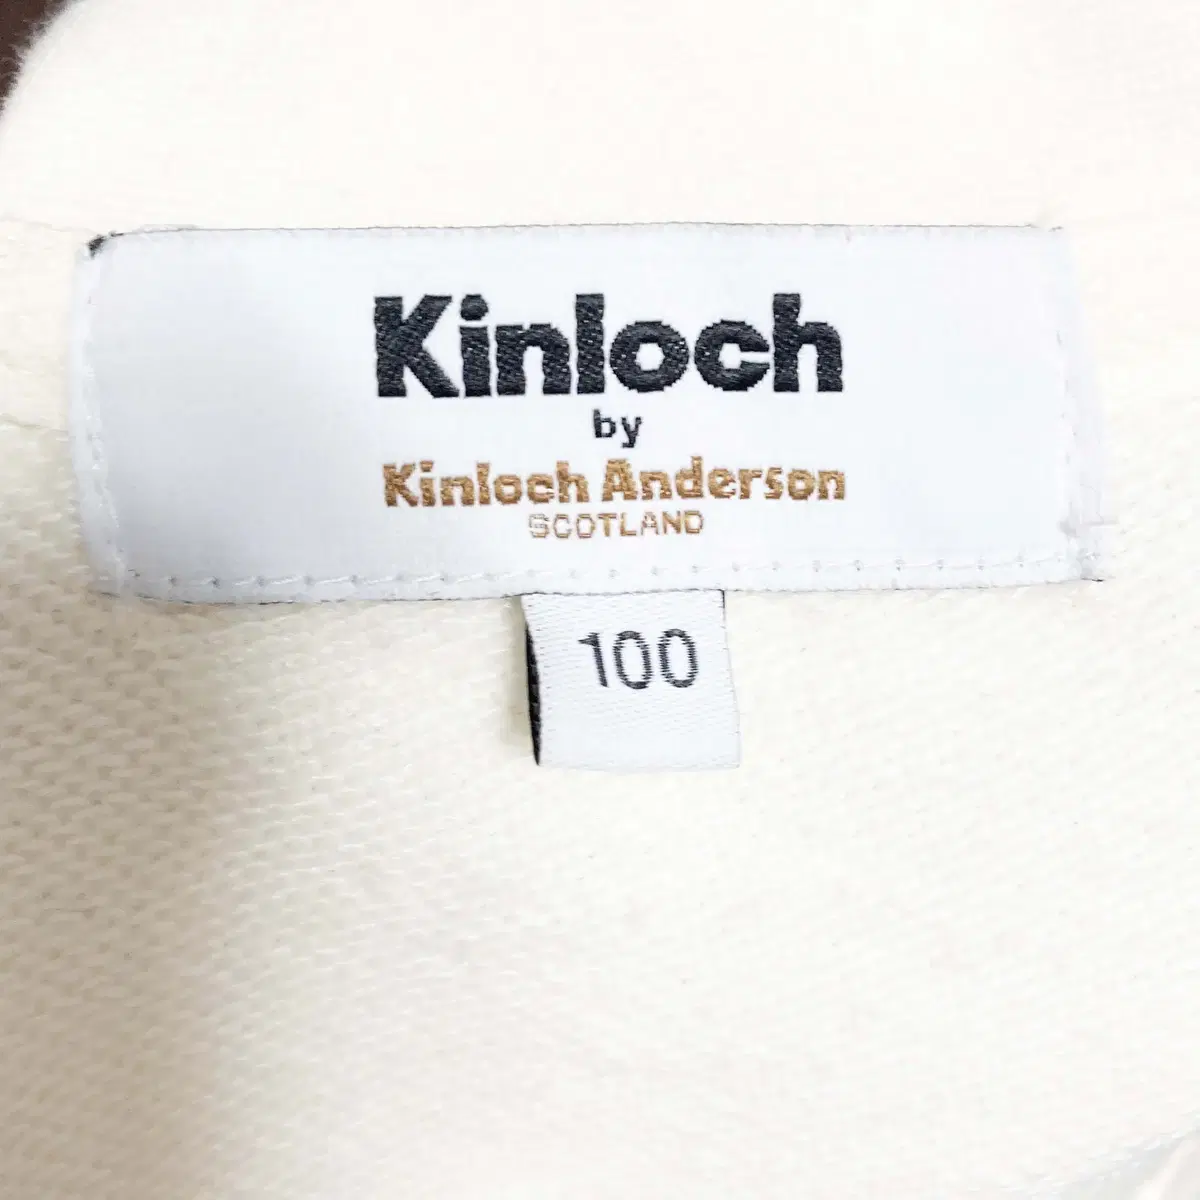 Kinloch
by
Kinloch Anderson
SCOTLAND
100